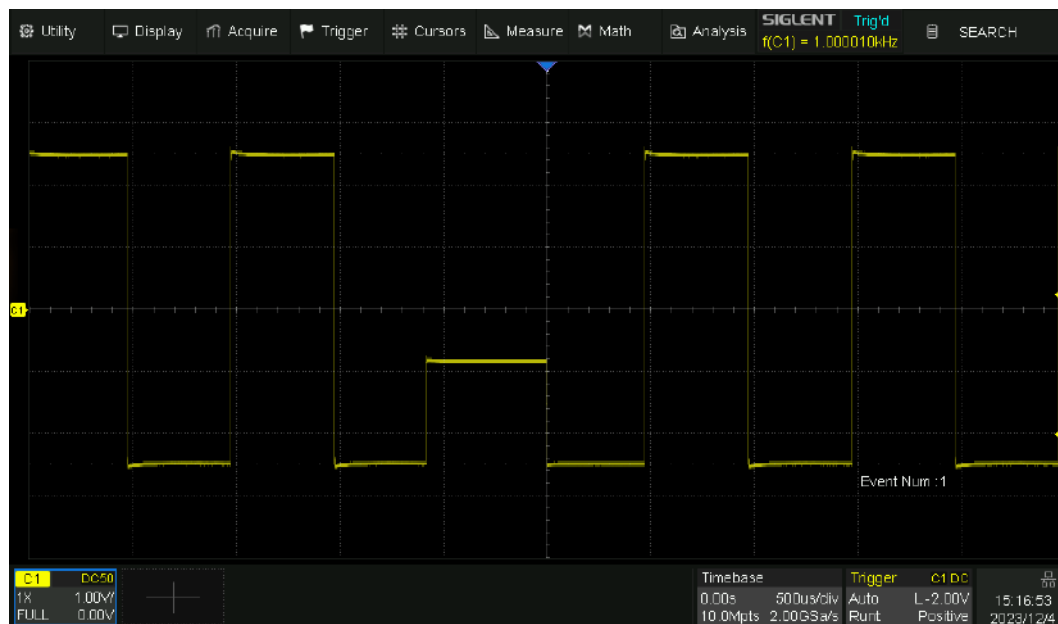 Utility Display Acquire Trigger Cursors Measure Math Analysis SIGLENT Trig'd SEARCH
f(C1) = 1.000010kHz
C1
Event Num :1
C1 DC50
1X 1.00V/
FULL 0.00V
Timebase
0.00s 500us/div
10.0Mpts 2.00GSa/s
Trigger C1 DC
Auto L-2.00V
Runt Positive
15:16:53
2023/12/4